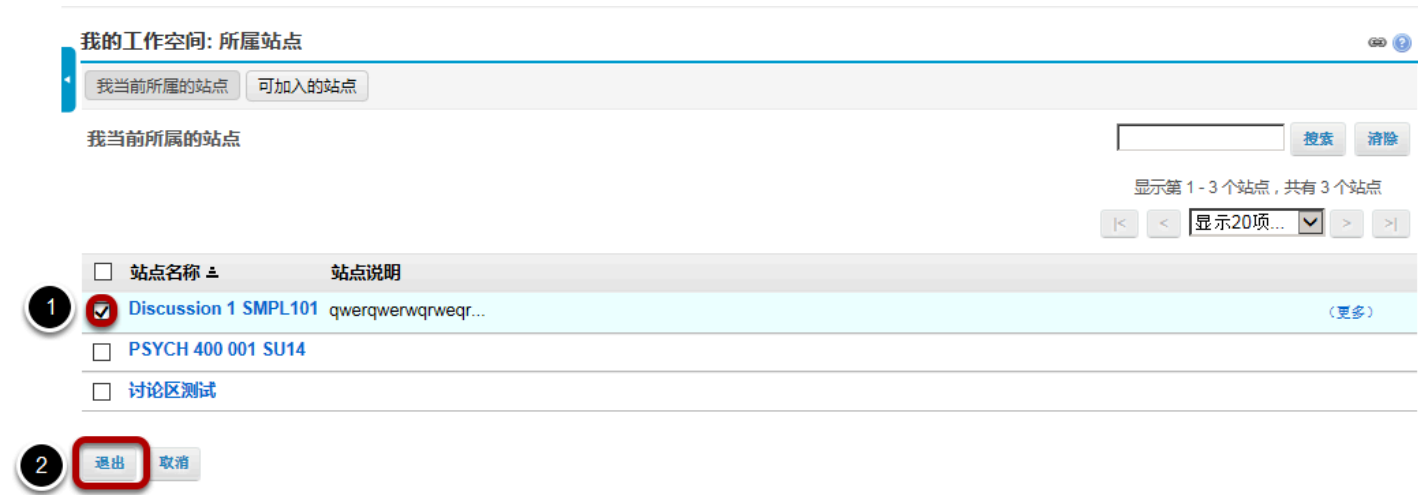 我的工作空间: 所属站点
我当前所属的站点 可加入的站点
我当前所属的站点 搜索 清除
显示第 1 - 3 个站点，共有 3 个站点
|< < 显示20项... > >|
站点名称 站点说明
1 Discussion 1 SMPL101 qwerqwerwqrweqr... （更多）
PSYCH 400 001 SU14
讨论区测试
2 退出 取消